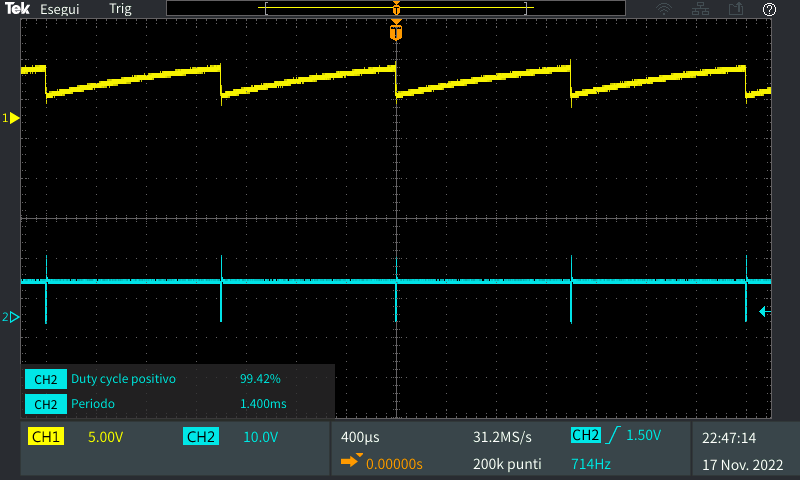 Tek Esegui Trig
T
T
1
2
CH2 Duty cycle positivo 99.42%
CH2 Periodo 1.400ms
CH1 5.00V CH2 10.0V 400µs 31.2MS/s CH2 1.50V 22:47:14
0.00000s 200k punti 714Hz 17 Nov. 2022